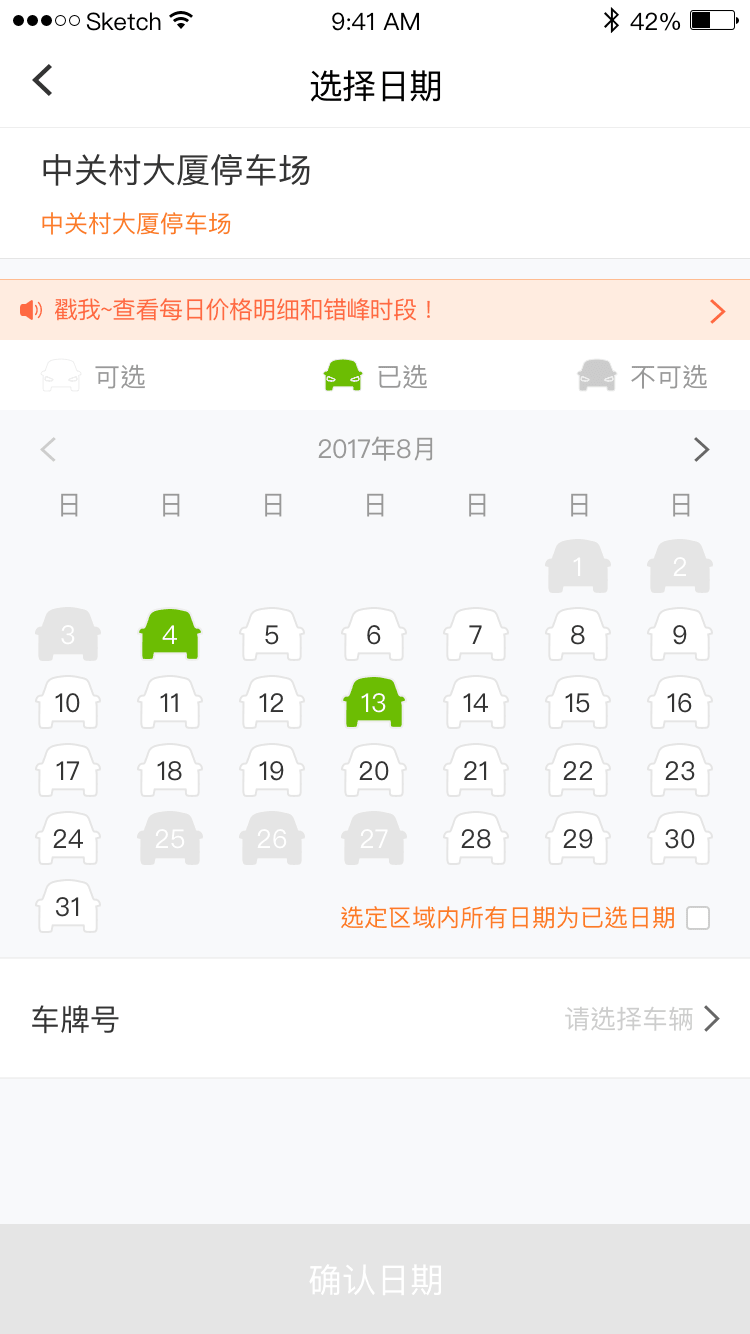 Sketch 9:41 AM 42%
选择日期
中关村大厦停车场
中关村大厦停车场
戳我~查看每日价格明细和错峰时段！
可选 已选 不可选
2017年8月
日 日 日 日 日 日 日
1 2
3 4 5 6 7 8 9
10 11 12 13 14 15 16
17 18 19 20 21 22 23
24 25 26 27 28 29 30
31 选定区域内所有日期为已选日期
车牌号 请选择车辆
确认日期